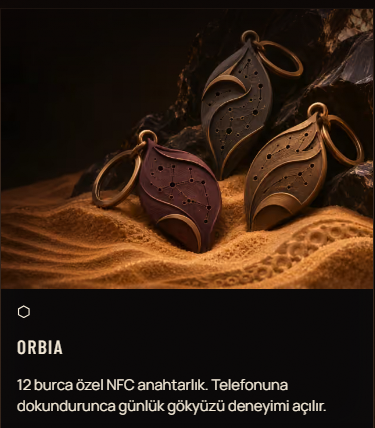 ORBIA
12 burca özel NFC anahtarlık. Telefonuna
dokundurunca günlük gökyüzü deneyimi açılır.